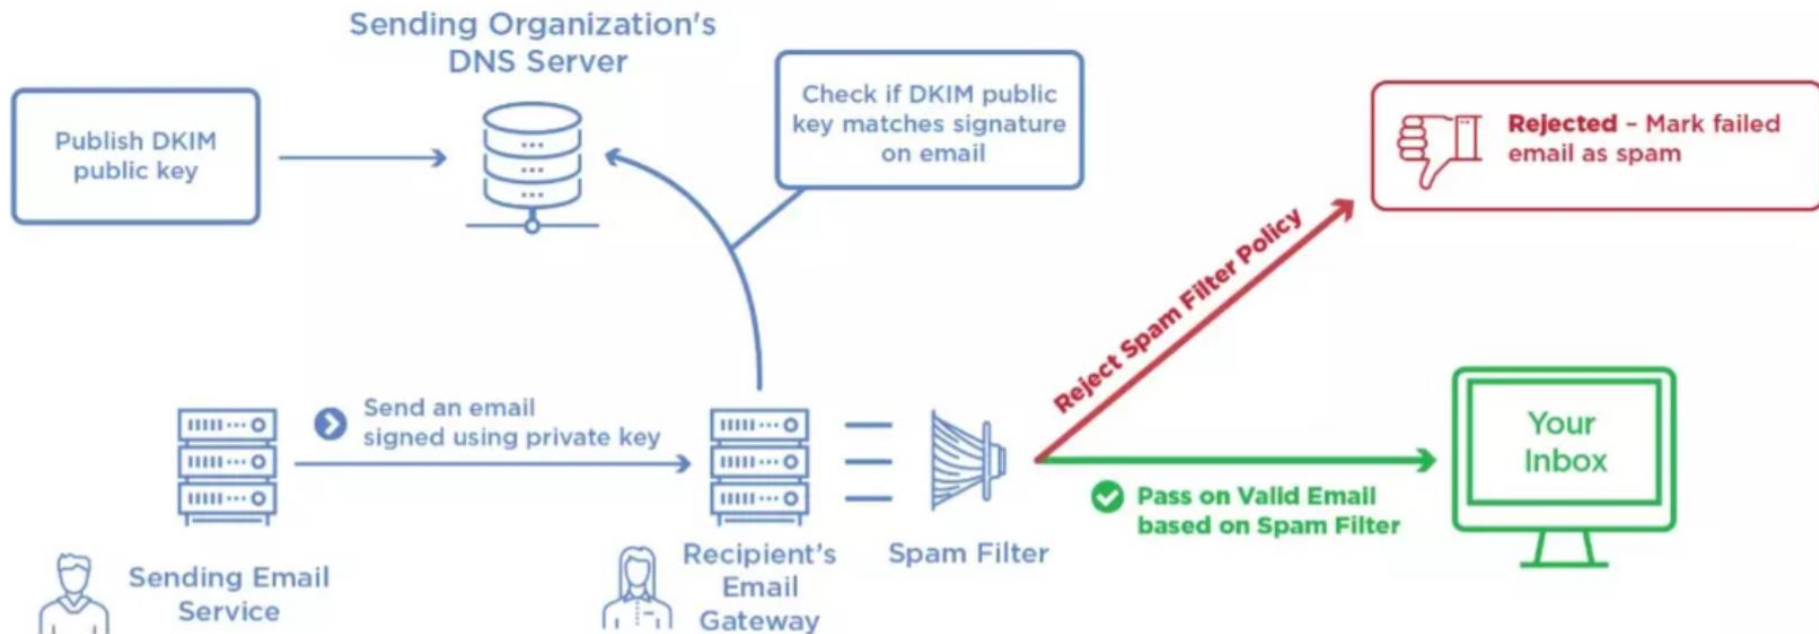 Sending Organization's
DNS Server
Publish DKIM
public key
Check if DKIM public
key matches signature
on email
Rejected – Mark failed
email as spam
Reject Spam Filter Policy
Send an email
signed using private key
Your
Inbox
Pass on Valid Email
based on Spam Filter
Sending Email
Service
Recipient's
Email
Gateway
Spam Filter